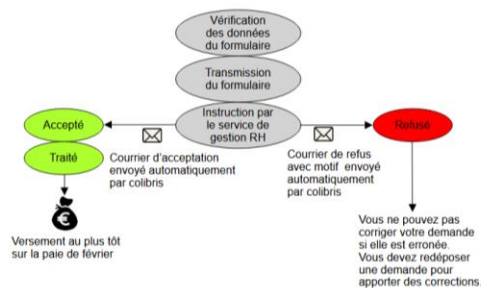 Vérification
des données
du formulaire
Transmission
du formulaire
Instruction par
le service de
gestion RH
Accepté
Traité
Refusé
Courrier d'acceptation
envoyé automatiquement
par colibris
Courrier de refus
avec motif envoyé
automatiquement
par colibris
€
Versement au plus tôt
sur la paie de février
Vous ne pouvez pas
corriger votre demande
si elle est erronée.
Vous devez redéposer
une demande pour
apporter des corrections.